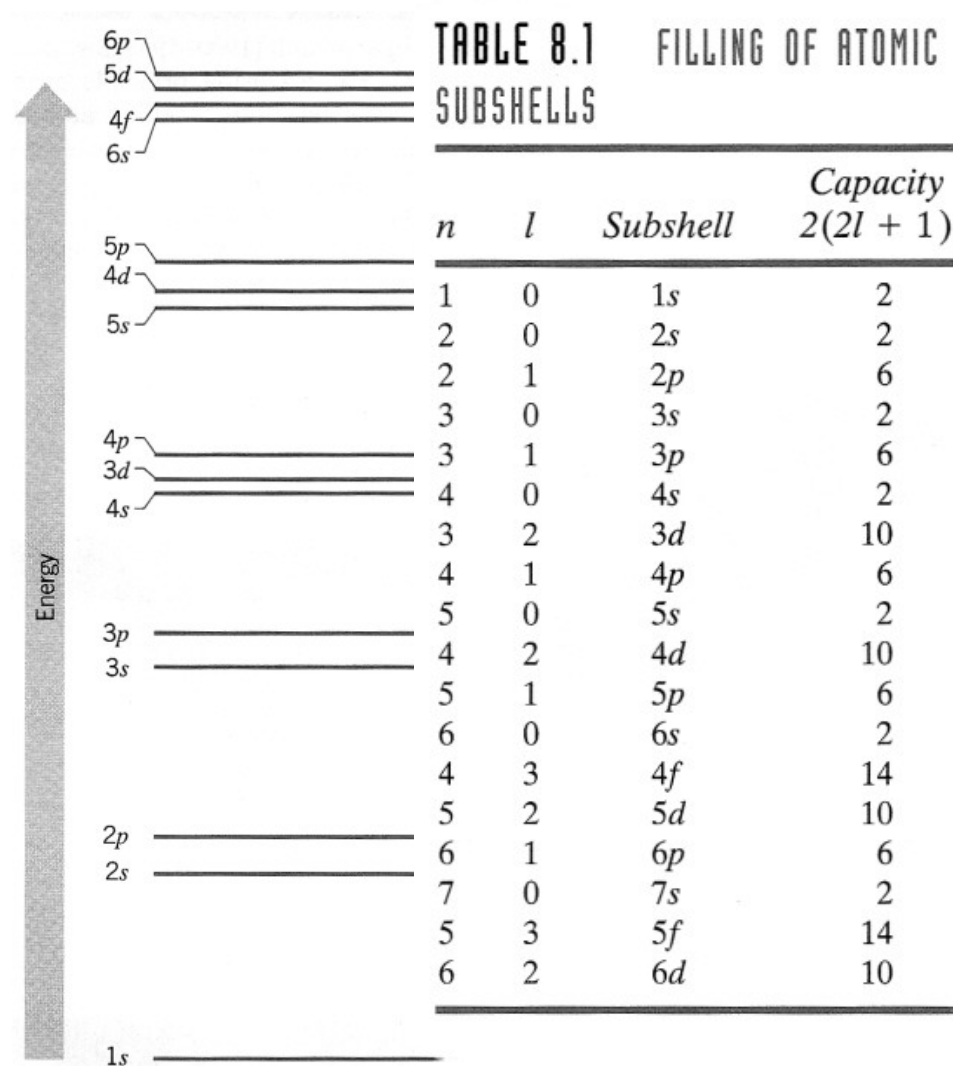 6p
5d
4f
6s
5p
4d
5s
4p
3d
4s
Energy
3p
3s
2p
2s
1s
TABLE 8.1 FILLING OF ATOMIC
SUBSHELLS
Capacity
n l Subshell 2(2l + 1)
1 0 1s 2
2 0 2s 2
2 1 2p 6
3 0 3s 2
3 1 3p 6
4 0 4s 2
3 2 3d 10
4 1 4p 6
5 0 5s 2
4 2 4d 10
5 1 5p 6
6 0 6s 2
4 3 4f 14
5 2 5d 10
6 1 6p 6
7 0 7s 2
5 3 5f 14
6 2 6d 10